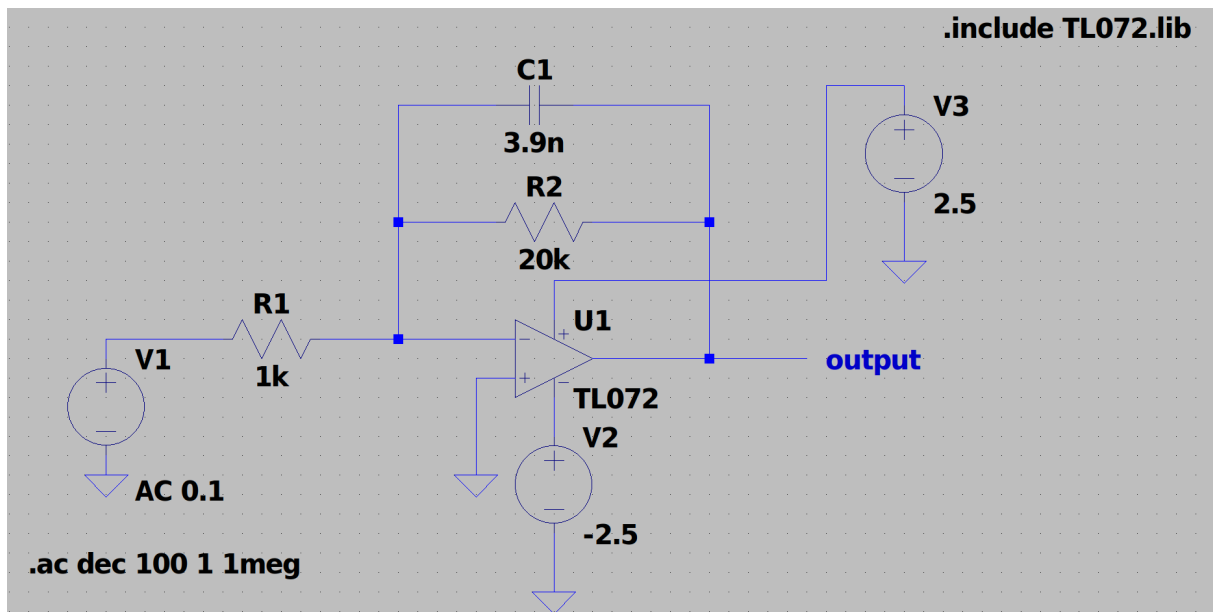 .include TL072.lib
C1
3.9n
V3
2.5
R2
20k
R1
1k
U1
TL072
V1
AC 0.1
output
V2
-2.5
.ac dec 100 1 1meg